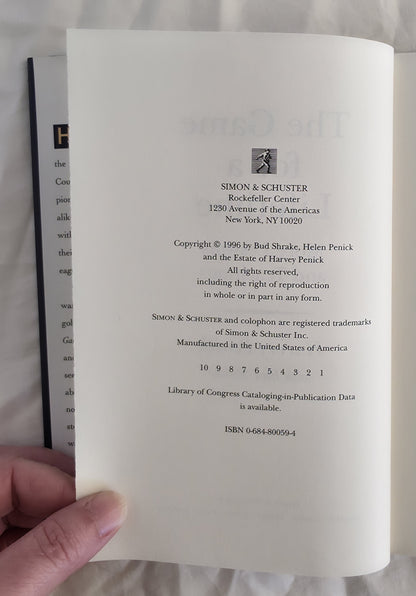 SIMON & SCHUSTER
Rockefeller Center
1230 Avenue of the Americas
New York, NY 10020
Copyright © 1996 by Bud Shrake, Helen Penick
and the Estate of Harvey Penick
All rights reserved,
including the right of reproduction
in whole or in part in any form.
SIMON & SCHUSTER and colophon are registered trademarks
of Simon & Schuster Inc.
Manufactured in the United States of America
10 9 8 7 6 5 4 3 2 1
Library of Congress Cataloging-in-Publication Data
is available.
ISBN 0-684-80059-4
The Game